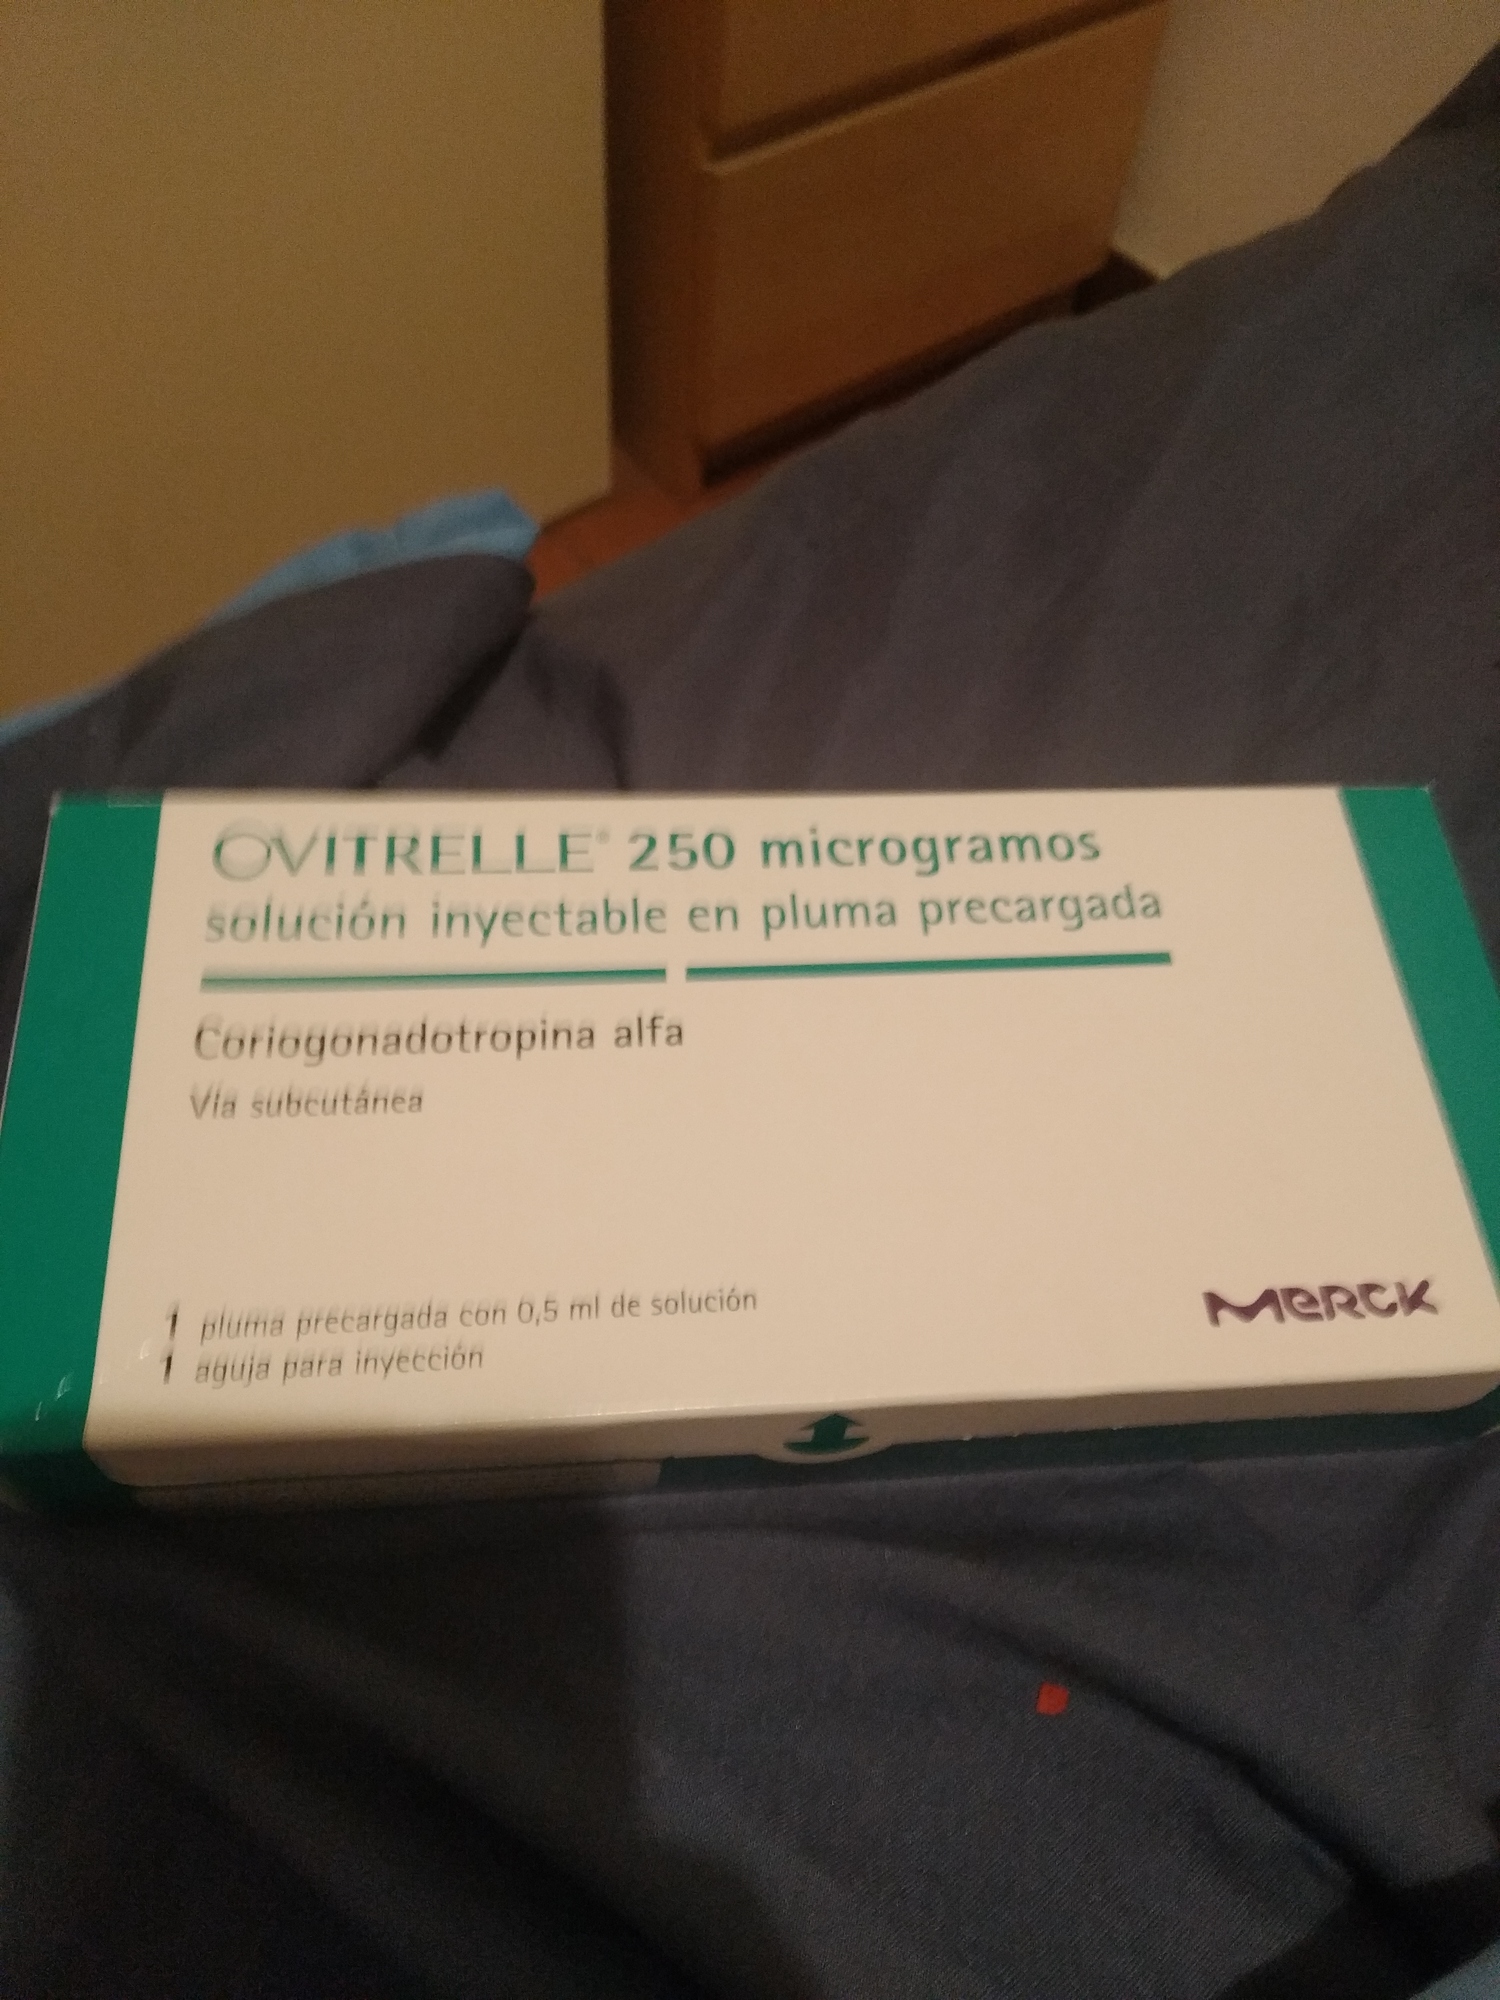 OVITRELLE® 250 microgramos
solución inyectable en pluma precargada
Coriogonadotropina alfa
Vía subcutánea
1 pluma precargada con 0,5 ml de solución
1 aguja para inyección
MERCK